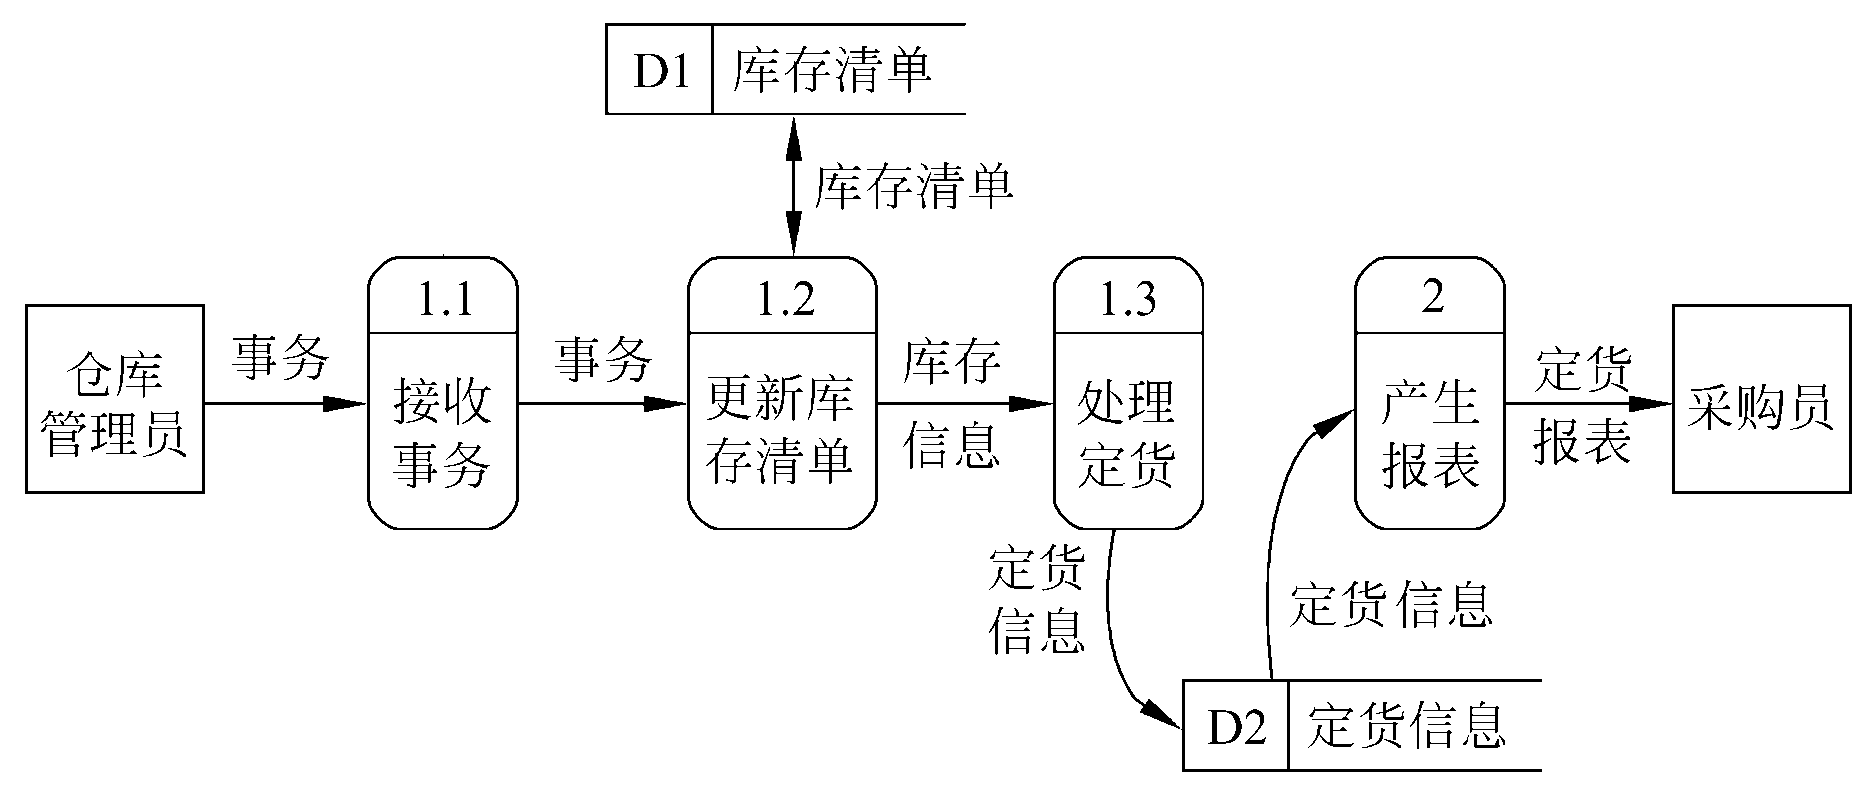 D1 库存清单
库存清单
仓库
管理员
事务
1.1
接收
事务
事务
1.2
更新库
存清单
库存
信息
1.3
处理
定货
定货
信息
D2 定货信息
定货信息
2
产生
报表
定货
报表
采购员